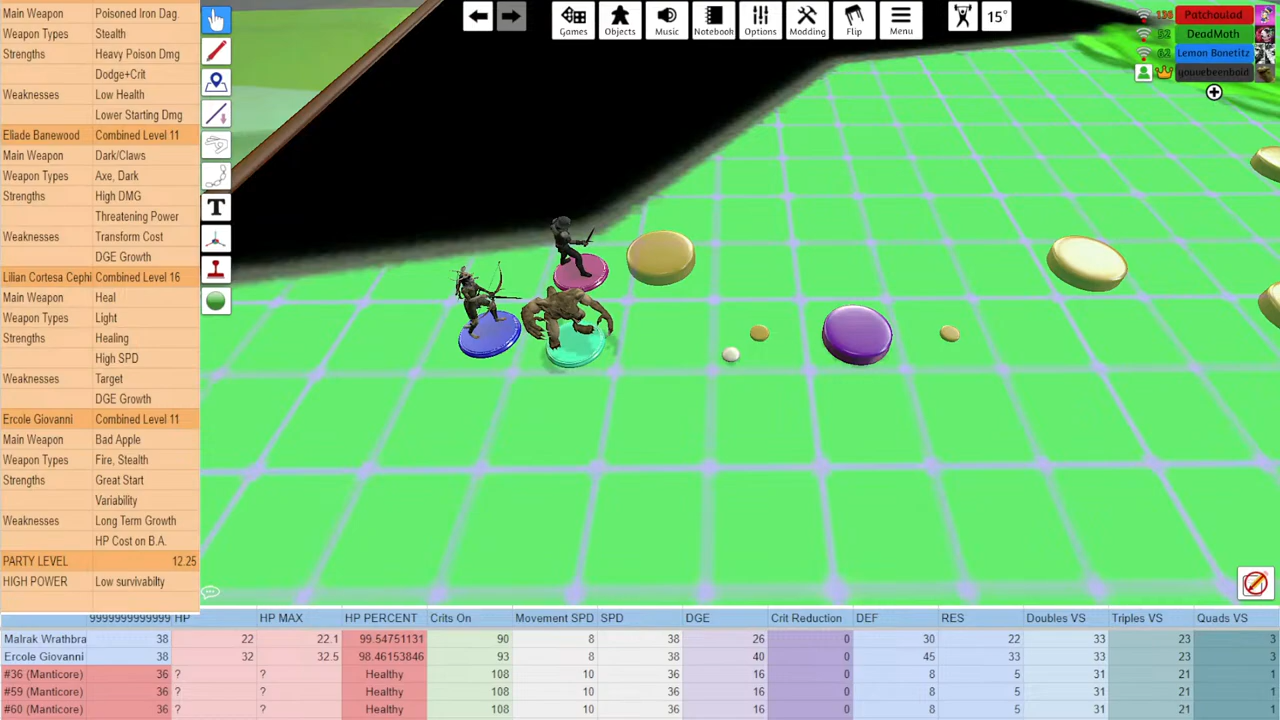 Main Weapon Poisoned Iron Dag.
Weapon Types Stealth
Strengths Heavy Poison Dmg
Dodge+Crit
Weaknesses Low Health
Lower Starting Dmg
Eliade Banewood Combined Level 11
Main Weapon Dark/Claws
Weapon Types Axe, Dark
Strengths High DMG
Threatening Power
Weaknesses Transform Cost
DGE Growth
Lilian Cortesa Cephi Combined Level 16
Main Weapon Heal
Weapon Types Light
Strengths Healing
High SPD
Weaknesses Target
DGE Growth
Ercole Giovanni Combined Level 11
Main Weapon Bad Apple
Weapon Types Fire, Stealth
Strengths Great Start
Variability
Weaknesses Long Term Growth
HP Cost on B.A.
PARTY LEVEL 12.25
HIGH POWER Low survivabilty
T
Games Objects Music Notebook Options Modding Flip Menu 15°
136 Patchoulad
52 DeadMoth
62 Lemon Bonetitz
youvebeenbaid
9999999999999 HP HP MAX HP PERCENT Crits On Movement SPD SPD DGE Crit Reduction DEF RES Doubles VS Triples VS Quads VS
Malrak Wrathbra 38 22 22.1 99.54751131 90 8 38 26 0 30 22 33 23 3
Ercole Giovanni 38 32 32.5 98.46153846 93 8 38 40 0 45 33 33 23 3
#36 (Manticore) 36 ? ? Healthy 108 10 36 16 0 8 5 31 21 1
#59 (Manticore) 36 ? ? Healthy 108 10 36 16 0 8 5 31 21 1
#60 (Manticore) 36 ? ? Healthy 108 10 36 16 0 8 5 31 21 1